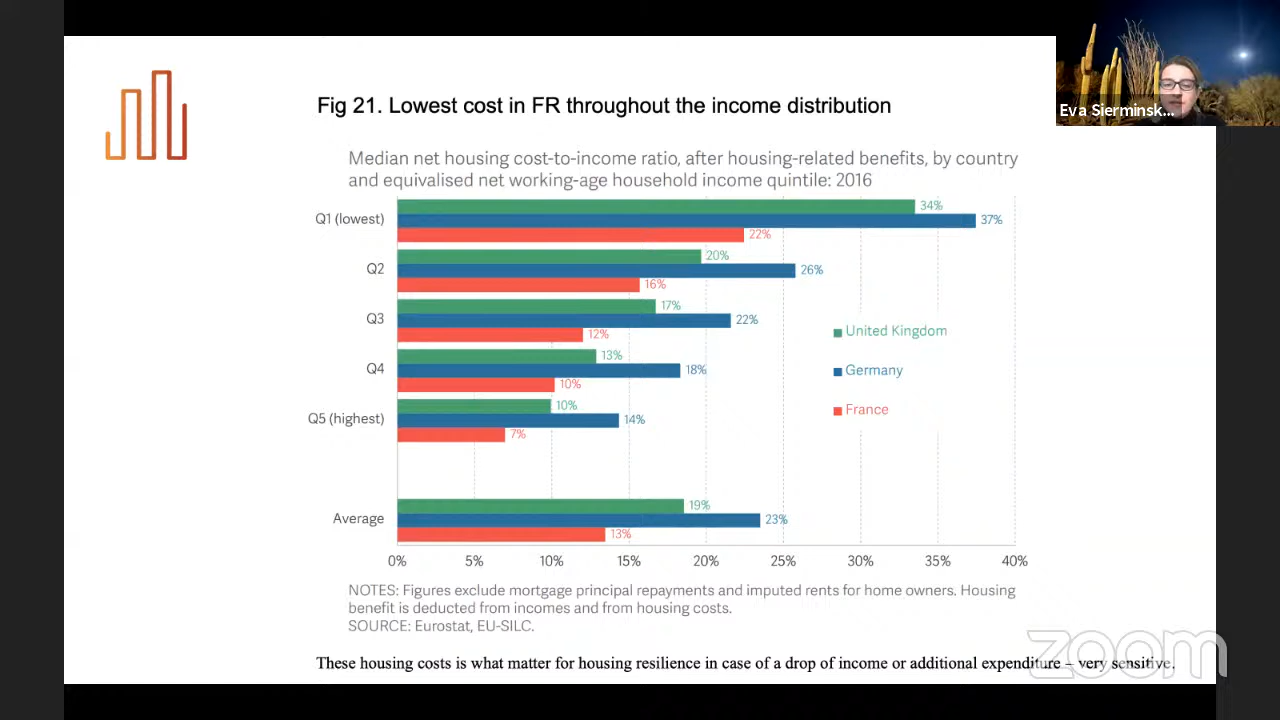 Fig 21. Lowest cost in FR throughout the income distribution
Eva Sierminsk...
Median net housing cost-to-income ratio, after housing-related benefits, by country
and equivalised net working-age household income quintile: 2016
Q1 (lowest)
34%
37%
22%
Q2
20%
26%
16%
Q3
17%
22%
12%
Q4
13%
18%
10%
Q5 (highest)
10%
14%
7%
Average
19%
23%
13%
United Kingdom
Germany
France
0% 5% 10% 15% 20% 25% 30% 35% 40%
NOTES: Figures exclude mortgage principal repayments and imputed rents for home owners. Housing
benefit is deducted from incomes and from housing costs.
SOURCE: Eurostat, EU-SILC.
zoom
These housing costs is what matter for housing resilience in case of a drop of income or additional expenditure – very sensitive.